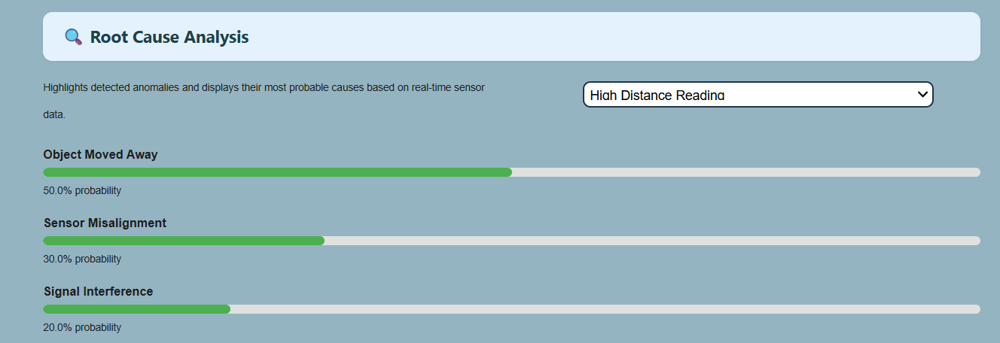 Root Cause Analysis
Highlights detected anomalies and displays their most probable causes based on real-time sensor
data.
High Distance Reading
Object Moved Away
50.0% probability
Sensor Misalignment
30.0% probability
Signal Interference
20.0% probability